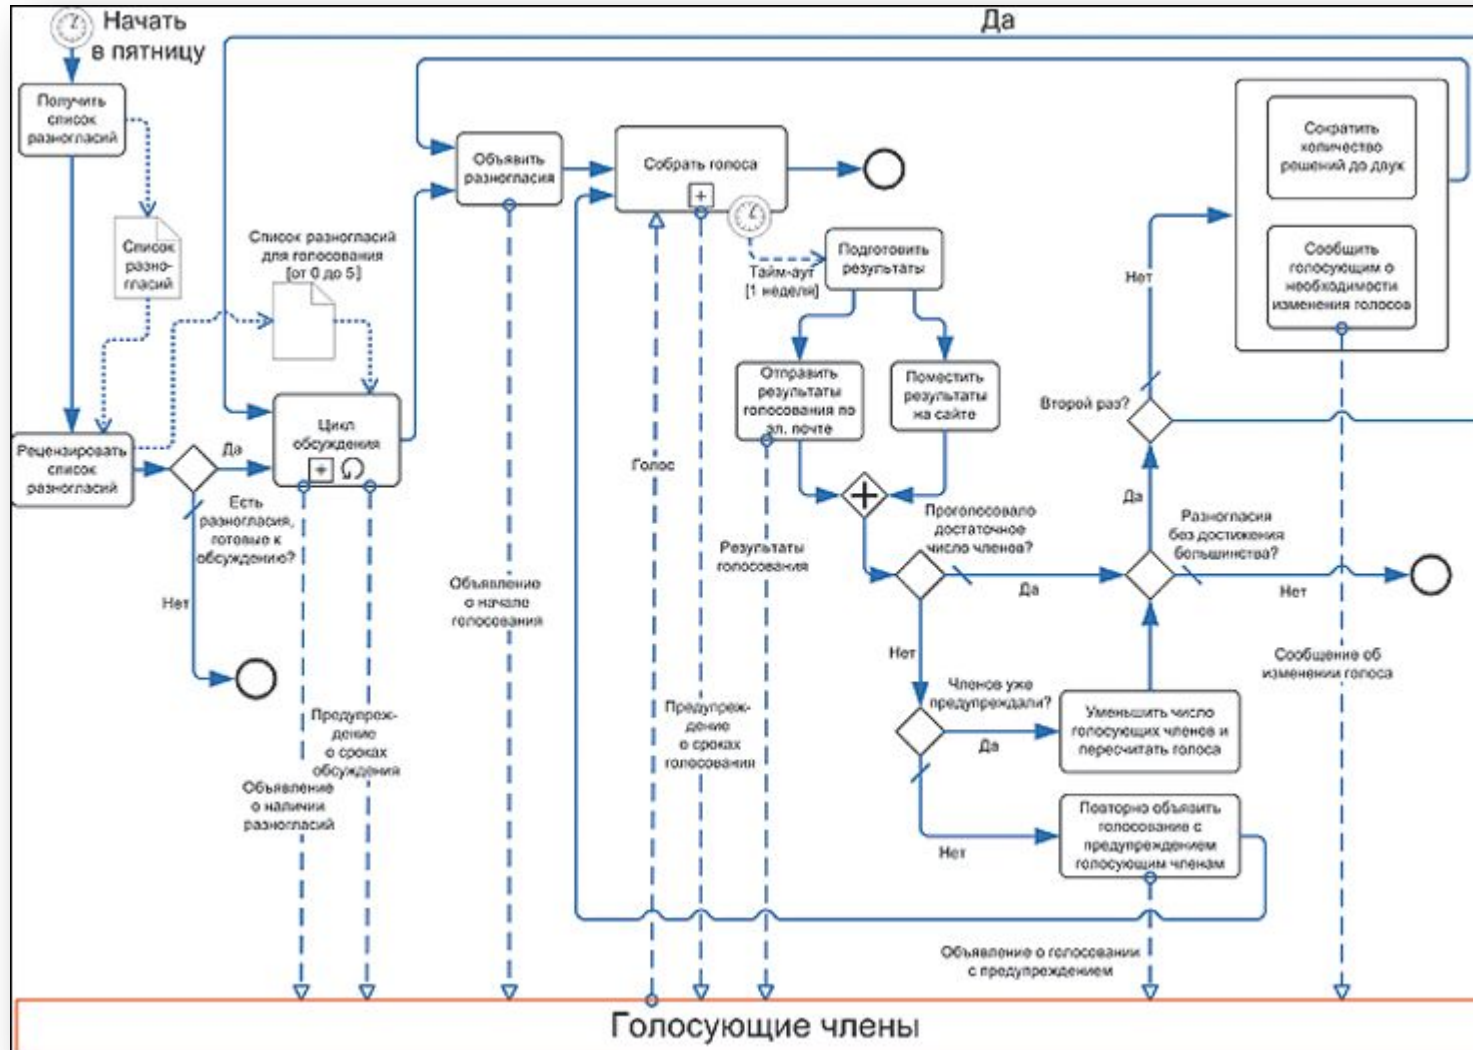 Начать
в пятницу
Да
Получить
список
разногласий
Список
разно-
гласий
Список разногласий
для голосования
[от 0 до 5]
Объявить
разногласия
Собрать голоса
Тайм-аут
[1 неделя]
Подготовить
результаты
Сократить
количество
решений до двух
Сообщить
голосующим о
необходимости
изменения голосов
Нет
Второй раз?
Отправить
результаты
голосования по
эл. почте
Поместить
результаты
на сайте
Рецензировать
список
разногласий
Да
Цикл
обсуждения
Есть
разногласия,
готовые к
обсуждению?
Нет
Голос
Результаты
голосования
Проголосовало
достаточное
число членов?
Да
Да
Разногласия
без достижения
большинства?
Нет
Объявление
о начале
голосования
Нет
Членов уже
предупреждали?
Да
Уменьшить число
голосующих членов и
пересчитать голоса
Сообщение об
изменении голоса
Предупреж-
дение
о сроках
обсуждения
Предупреж-
дение
о сроках
голосования
Объявление
о наличии
разногласий
Нет
Повторно объявить
голосование с
предупреждением
голосующим членам
Объявление о голосовании
с предупреждением
Голосующие члены